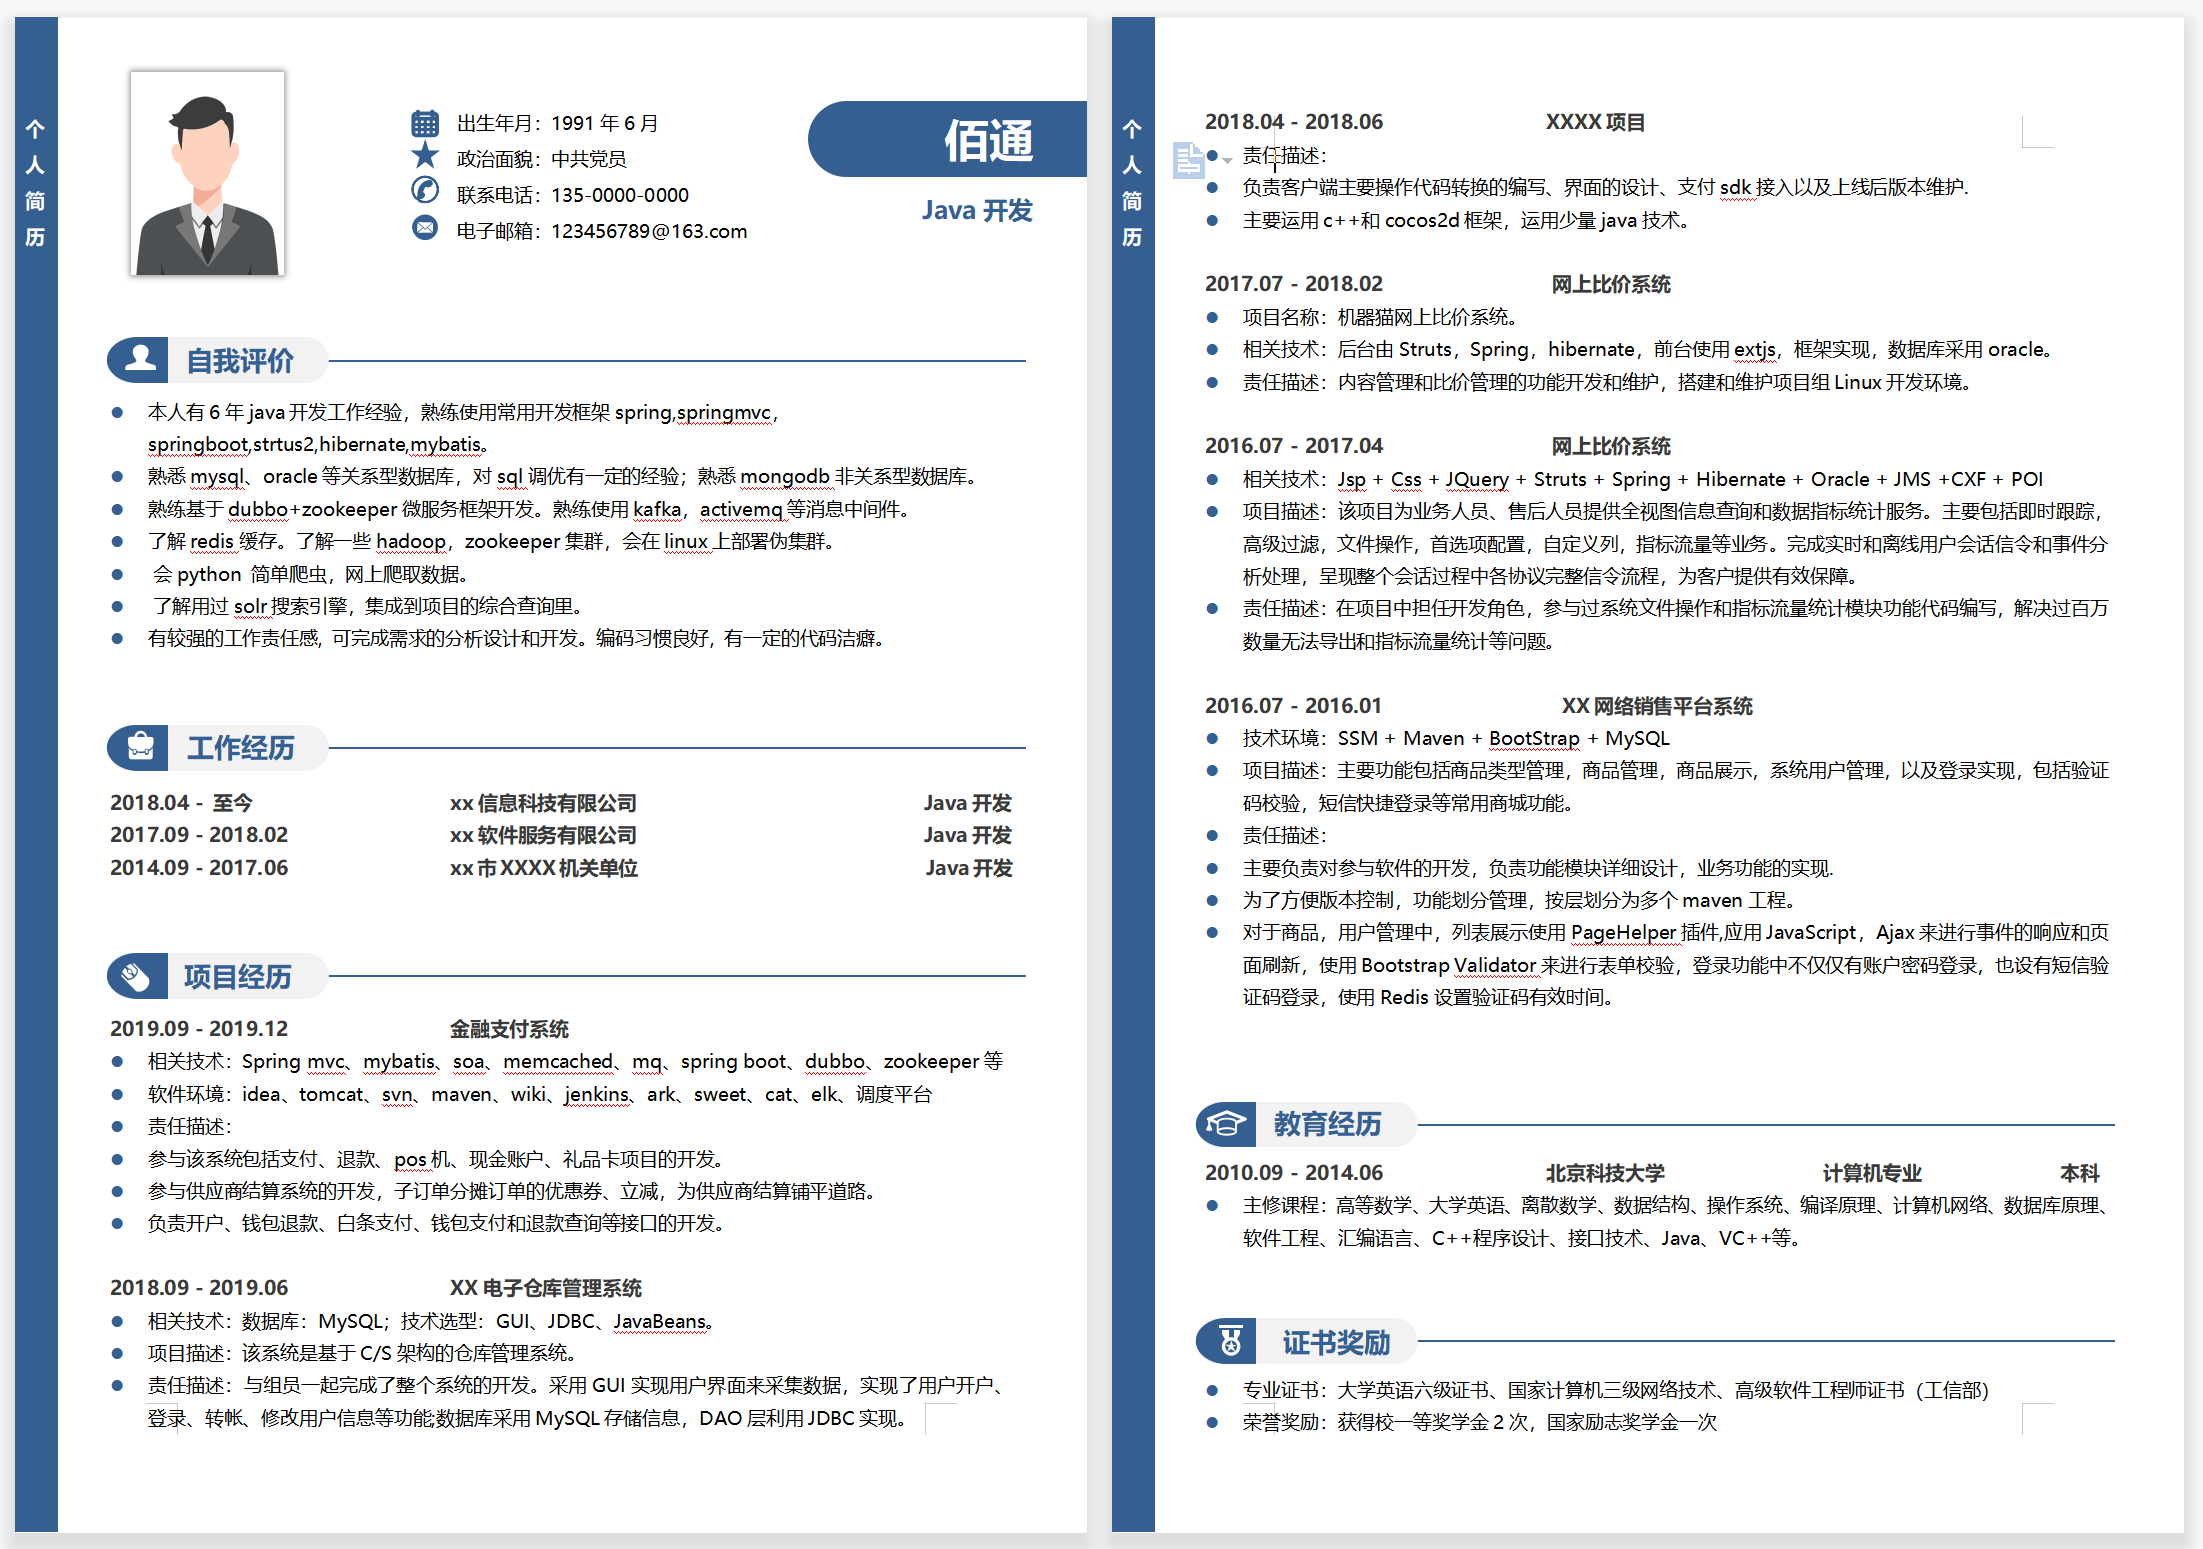 个
人
简
历
出生年月：1991 年 6 月
政治面貌：中共党员
联系电话：135-0000-0000
电子邮箱：123456789@163.com
佰通
Java 开发
自我评价
本人有 6 年 java 开发工作经验，熟练使用常用开发框架 spring,springmvc，
springboot,strtus2,hibernate,mybatis。
熟悉 mysql、oracle 等关系型数据库，对 sql 调优有一定的经验；熟悉 mongodb 非关系型数据库。
熟练基于 dubbo+zookeeper 微服务框架开发。熟练使用 kafka，activemq 等消息中间件。
了解 redis 缓存。了解一些 hadoop，zookeeper 集群，会在 linux 上部署伪集群。
会 python 简单爬虫，网上爬取数据。
了解用过 solr 搜索引擎，集成到项目的综合查询里。
有较强的工作责任感, 可完成需求的分析设计和开发。编码习惯良好, 有一定的代码洁癖。
工作经历
2018.04 - 至今 xx 信息科技有限公司 Java 开发
2017.09 - 2018.02 xx 软件服务有限公司 Java 开发
2014.09 - 2017.06 xx 市 XXXX 机关单位 Java 开发
项目经历
2019.09 - 2019.12 金融支付系统
相关技术：Spring mvc、mybatis、soa、memcached、mq、spring boot、dubbo、zookeeper 等
软件环境：idea、tomcat、svn、maven、wiki、jenkins、ark、sweet、cat、elk、调度平台
责任描述：
参与该系统包括支付、退款、pos 机、现金账户、礼品卡项目的开发。
参与供应商结算系统的开发，子订单分摊订单的优惠券、立减，为供应商结算铺平道路。
负责开户、钱包退款、白条支付、钱包支付和退款查询等接口的开发。
2018.09 - 2019.06 XX 电子仓库管理系统
相关技术：数据库：MySQL；技术选型：GUI、JDBC、JavaBeans。
项目描述：该系统是基于 C/S 架构的仓库管理系统。
责任描述：与组员一起完成了整个系统的开发。采用 GUI 实现用户界面来采集数据，实现了用户开户、
登录、转帐、修改用户信息等功能;数据库采用 MySQL 存储信息，DAO 层利用 JDBC 实现。
个
人
简
历
2018.04 - 2018.06 XXXX 项目
责任描述：
负责客户端主要操作代码转换的编写、界面的设计、支付 sdk 接入以及上线后版本维护.
主要运用 c++和 cocos2d 框架，运用少量 java 技术。
2017.07 - 2018.02 网上比价系统
项目名称：机器猫网上比价系统。
相关技术：后台由 Struts，Spring，hibernate，前台使用 extjs，框架实现，数据库采用 oracle。
责任描述：内容管理和比价管理的功能开发和维护，搭建和维护项目组 Linux 开发环境。
2016.07 - 2017.04 网上比价系统
相关技术：Jsp + Css + JQuery + Struts + Spring + Hibernate + Oracle + JMS +CXF + POI
项目描述：该项目为业务人员、售后人员提供全视图信息查询和数据指标统计服务。主要包括即时跟踪，
高级过滤，文件操作，首选项配置，自定义列，指标流量等业务。完成实时和离线用户会话信令和事件分
析处理，呈现整个会话过程中各协议完整信令流程，为客户提供有效保障。
责任描述：在项目中担任开发角色，参与过系统文件操作和指标流量统计模块功能代码编写，解决过百万
数量无法导出和指标流量统计等问题。
2016.07 - 2016.01 XX 网络销售平台系统
技术环境：SSM + Maven + BootStrap + MySQL
项目描述：主要功能包括商品类型管理，商品管理，商品展示，系统用户管理，以及登录实现，包括验证
码校验，短信快捷登录等常用商城功能。
责任描述：
主要负责对参与软件的开发，负责功能模块详细设计，业务功能的实现.
为了方便版本控制，功能划分管理，按层划分为多个 maven 工程。
对于商品，用户管理中，列表展示使用 PageHelper 插件,应用 JavaScript，Ajax 来进行事件的响应和页
面刷新，使用 Bootstrap Validator 来进行表单校验，登录功能中不仅仅有账户密码登录，也设有短信验
证码登录，使用 Redis 设置验证码有效时间。
教育经历
2010.09 - 2014.06 北京科技大学 计算机专业 本科
主修课程：高等数学、大学英语、离散数学、数据结构、操作系统、编译原理、计算机网络、数据库原理、
软件工程、汇编语言、C++程序设计、接口技术、Java、VC++等。
证书奖励
专业证书：大学英语六级证书、国家计算机三级网络技术、高级软件工程师证书（工信部）
荣誉奖励：获得校一等奖学金 2 次，国家励志奖学金一次